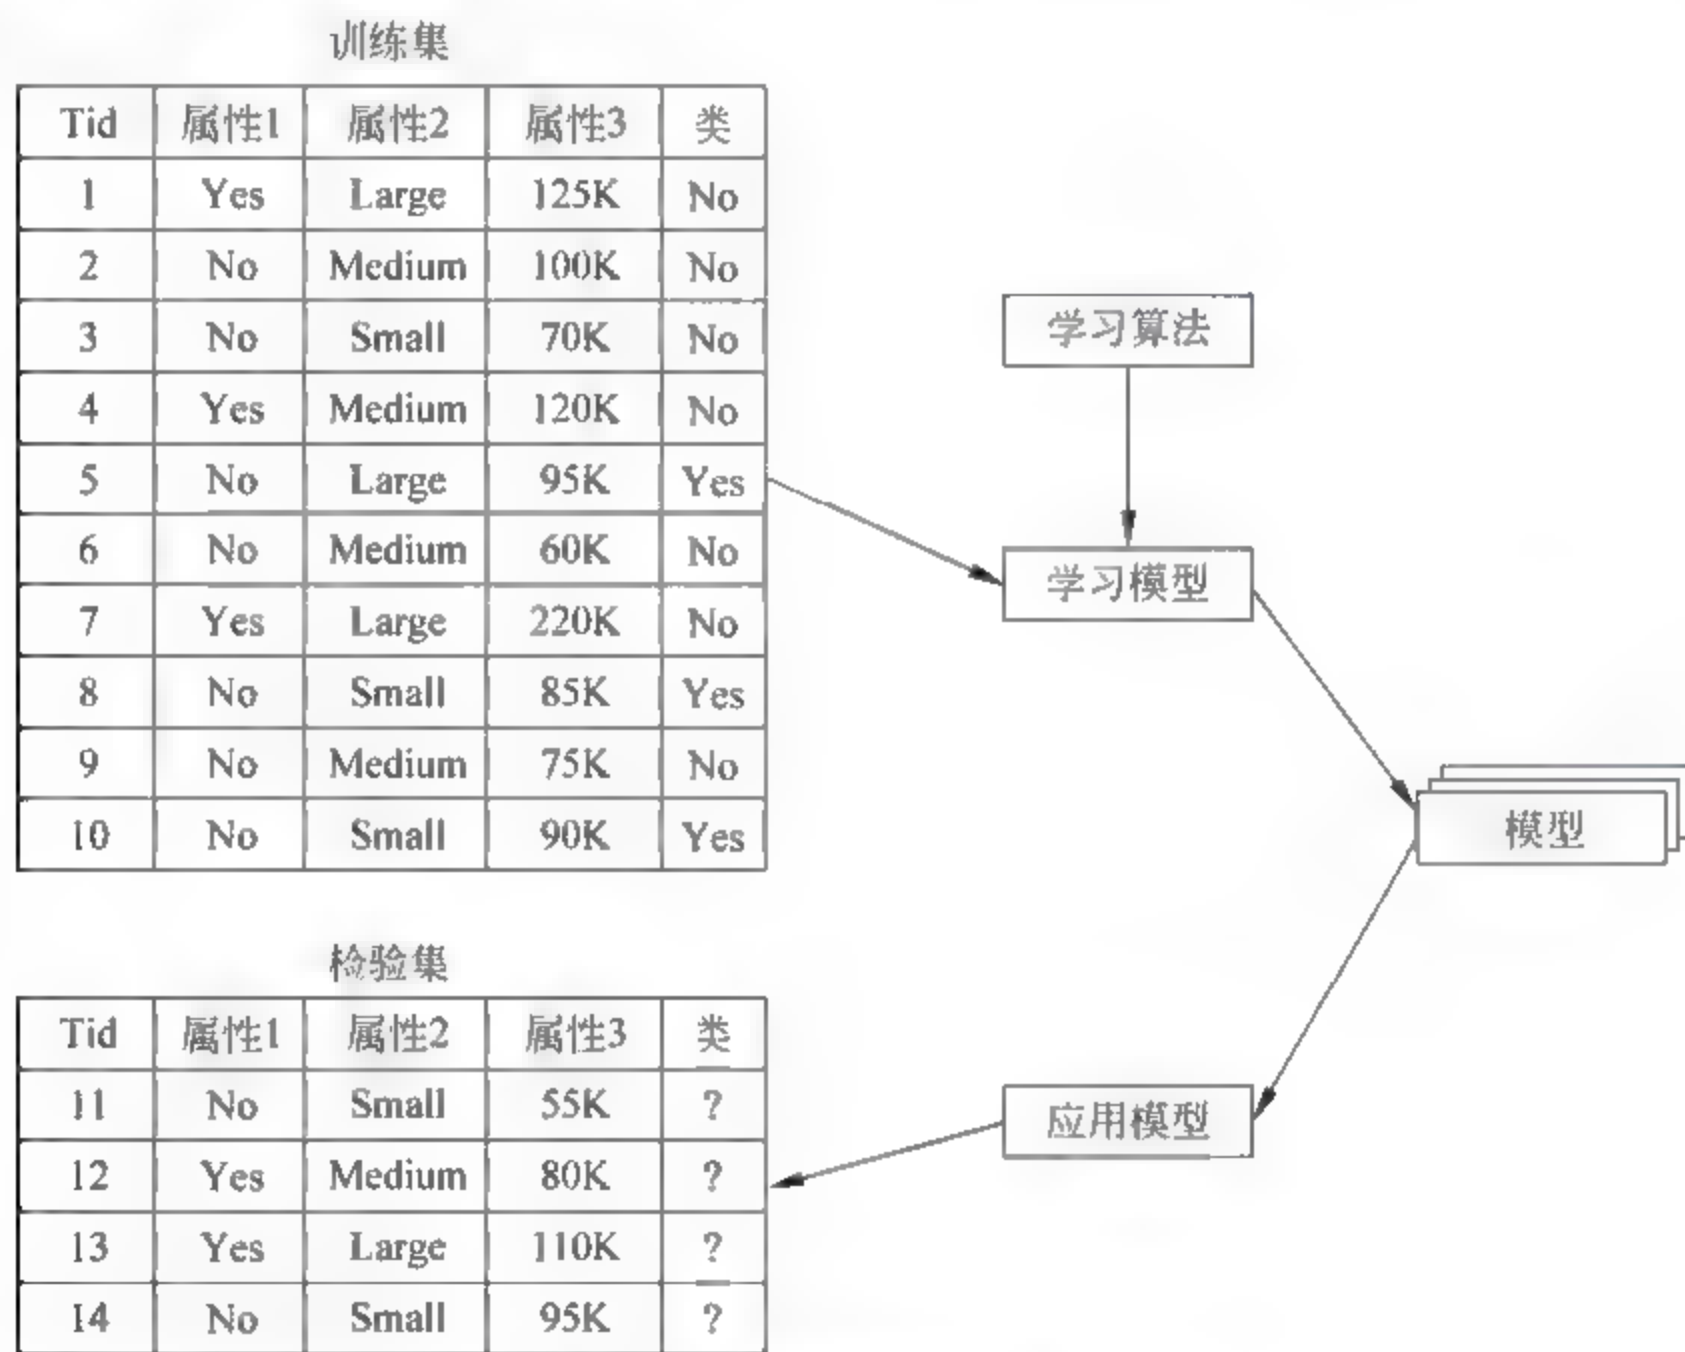 训练集
Tid 属性1 属性2 属性3 类
1 Yes Large 125K No
2 No Medium 100K No
3 No Small 70K No
4 Yes Medium 120K No
5 No Large 95K Yes
6 No Medium 60K No
7 Yes Large 220K No
8 No Small 85K Yes
9 No Medium 75K No
10 No Small 90K Yes
学习算法
学习模型
模型
应用模型
检验集
Tid 属性1 属性2 属性3 类
11 No Small 55K ?
12 Yes Medium 80K ?
13 Yes Large 110K ?
14 No Small 95K ?